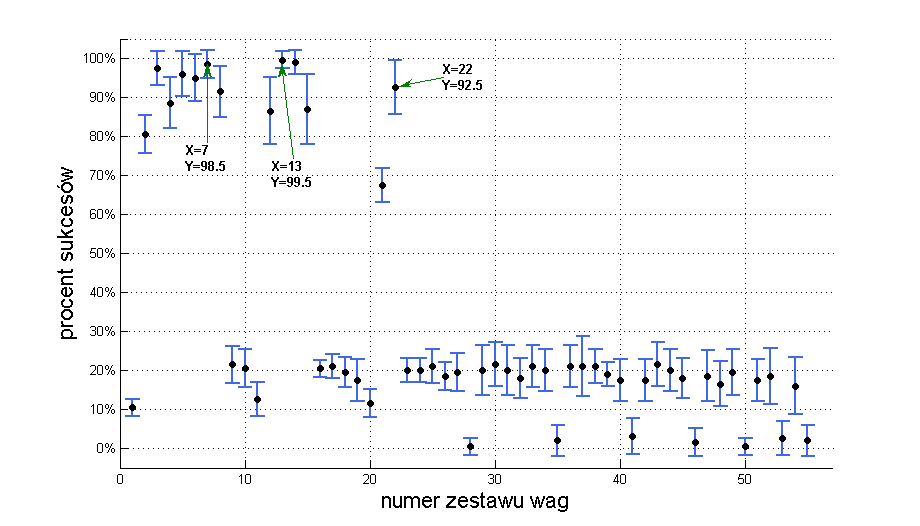 100%
90%
80%
70%
60%
50%
40%
30%
20%
10%
0%
procent sukcesów
X=7
Y=98.5
X=13
Y=99.5
X=22
Y=92.5
0 10 20 30 40 50
numer zestawu wag